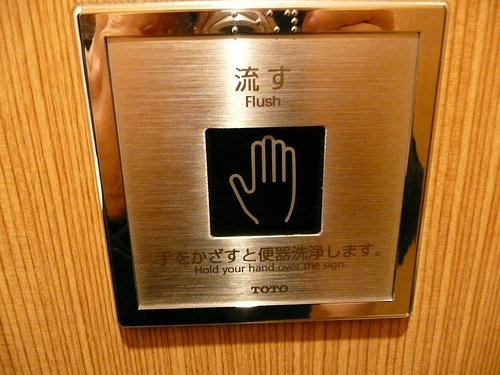 流す
Flush
手をかざすと便器洗浄します。
Hold your hand over the sign.
TOTO